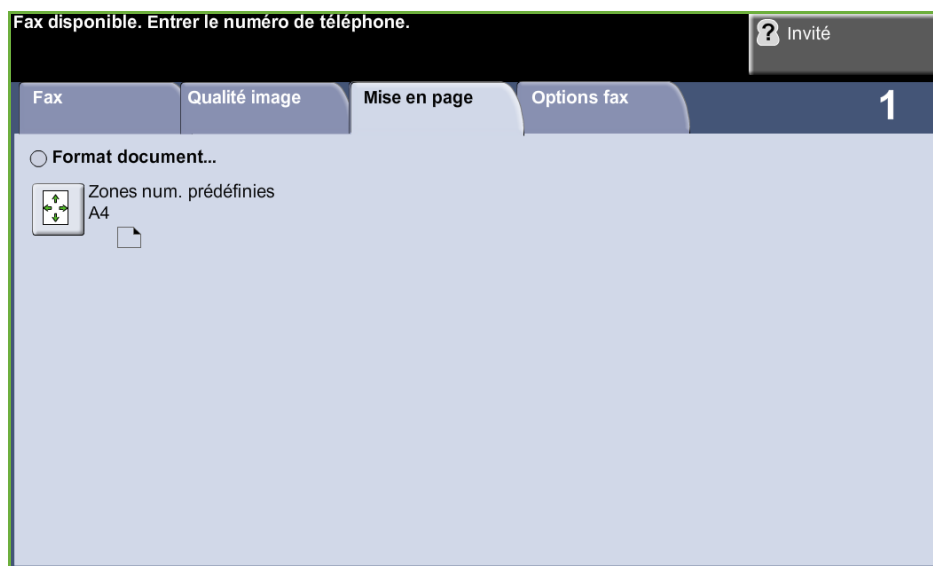 Fax disponible. Entrer le numéro de téléphone.
? Invité
Fax
Qualité image
Mise en page
Options fax
1
Format document...
Zones num. prédéfinies
A4